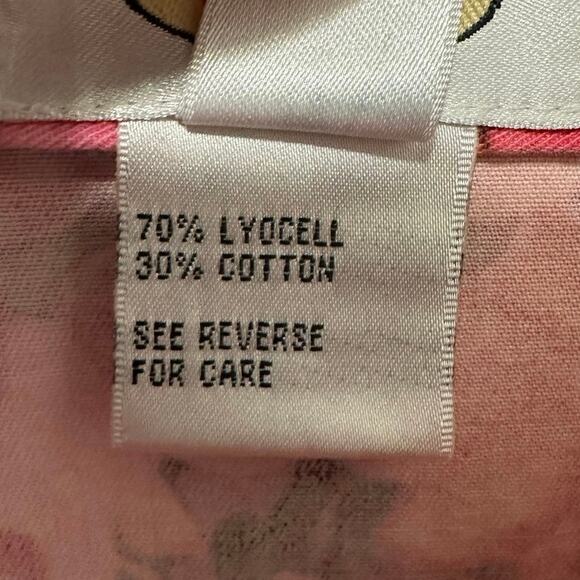 70% LYOCELL
30% COTTON
SEE REVERSE
FOR CARE